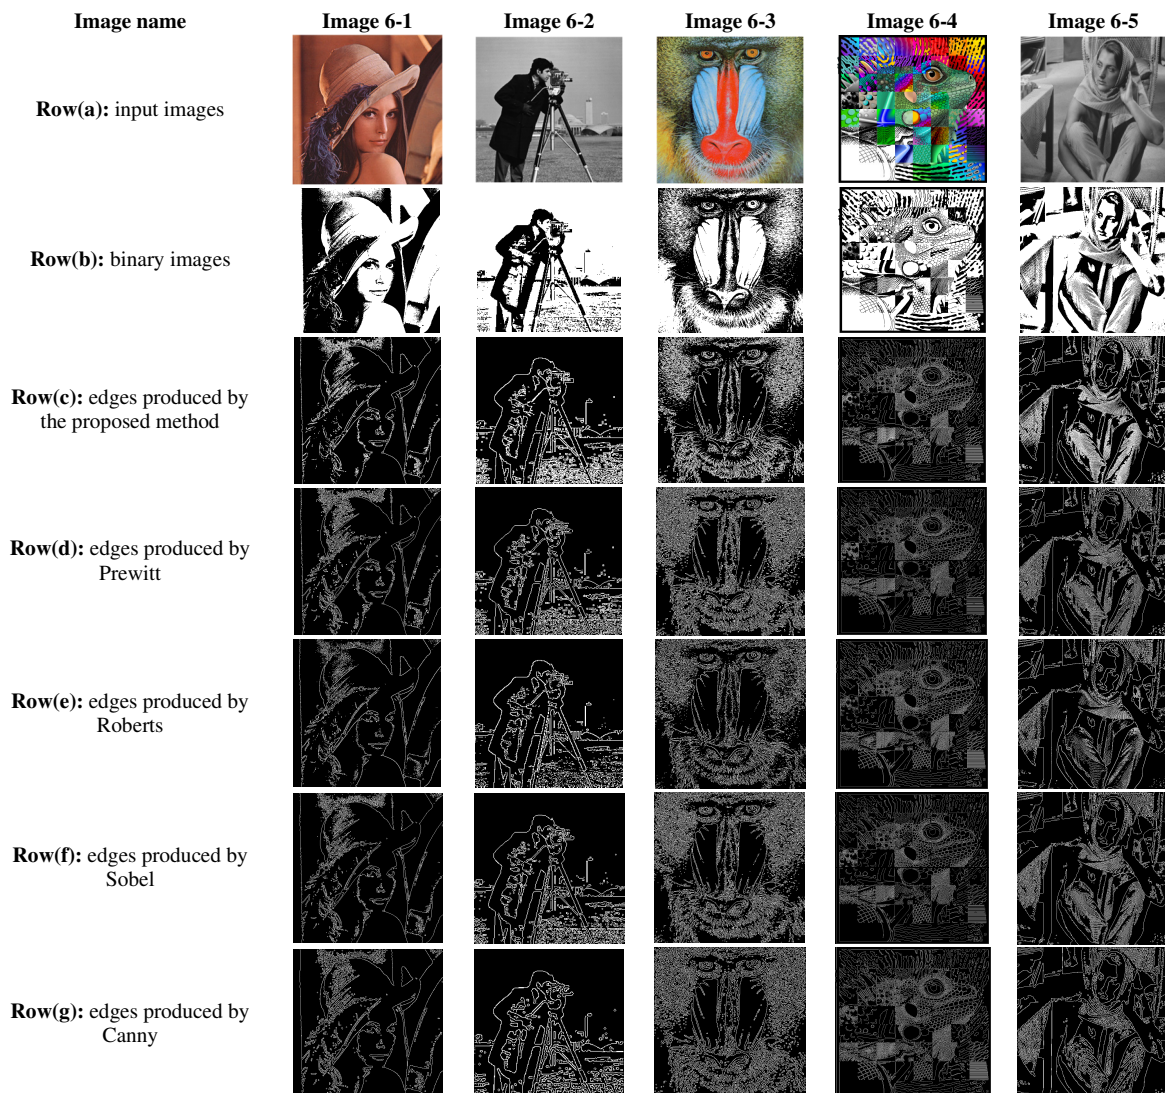 Image name Image 6-1 Image 6-2 Image 6-3 Image 6-4 Image 6-5
Row(a): input images
Row(b): binary images
Row(c): edges produced by
the proposed method
Row(d): edges produced by
Prewitt
Row(e): edges produced by
Roberts
Row(f): edges produced by
Sobel
Row(g): edges produced by
Canny